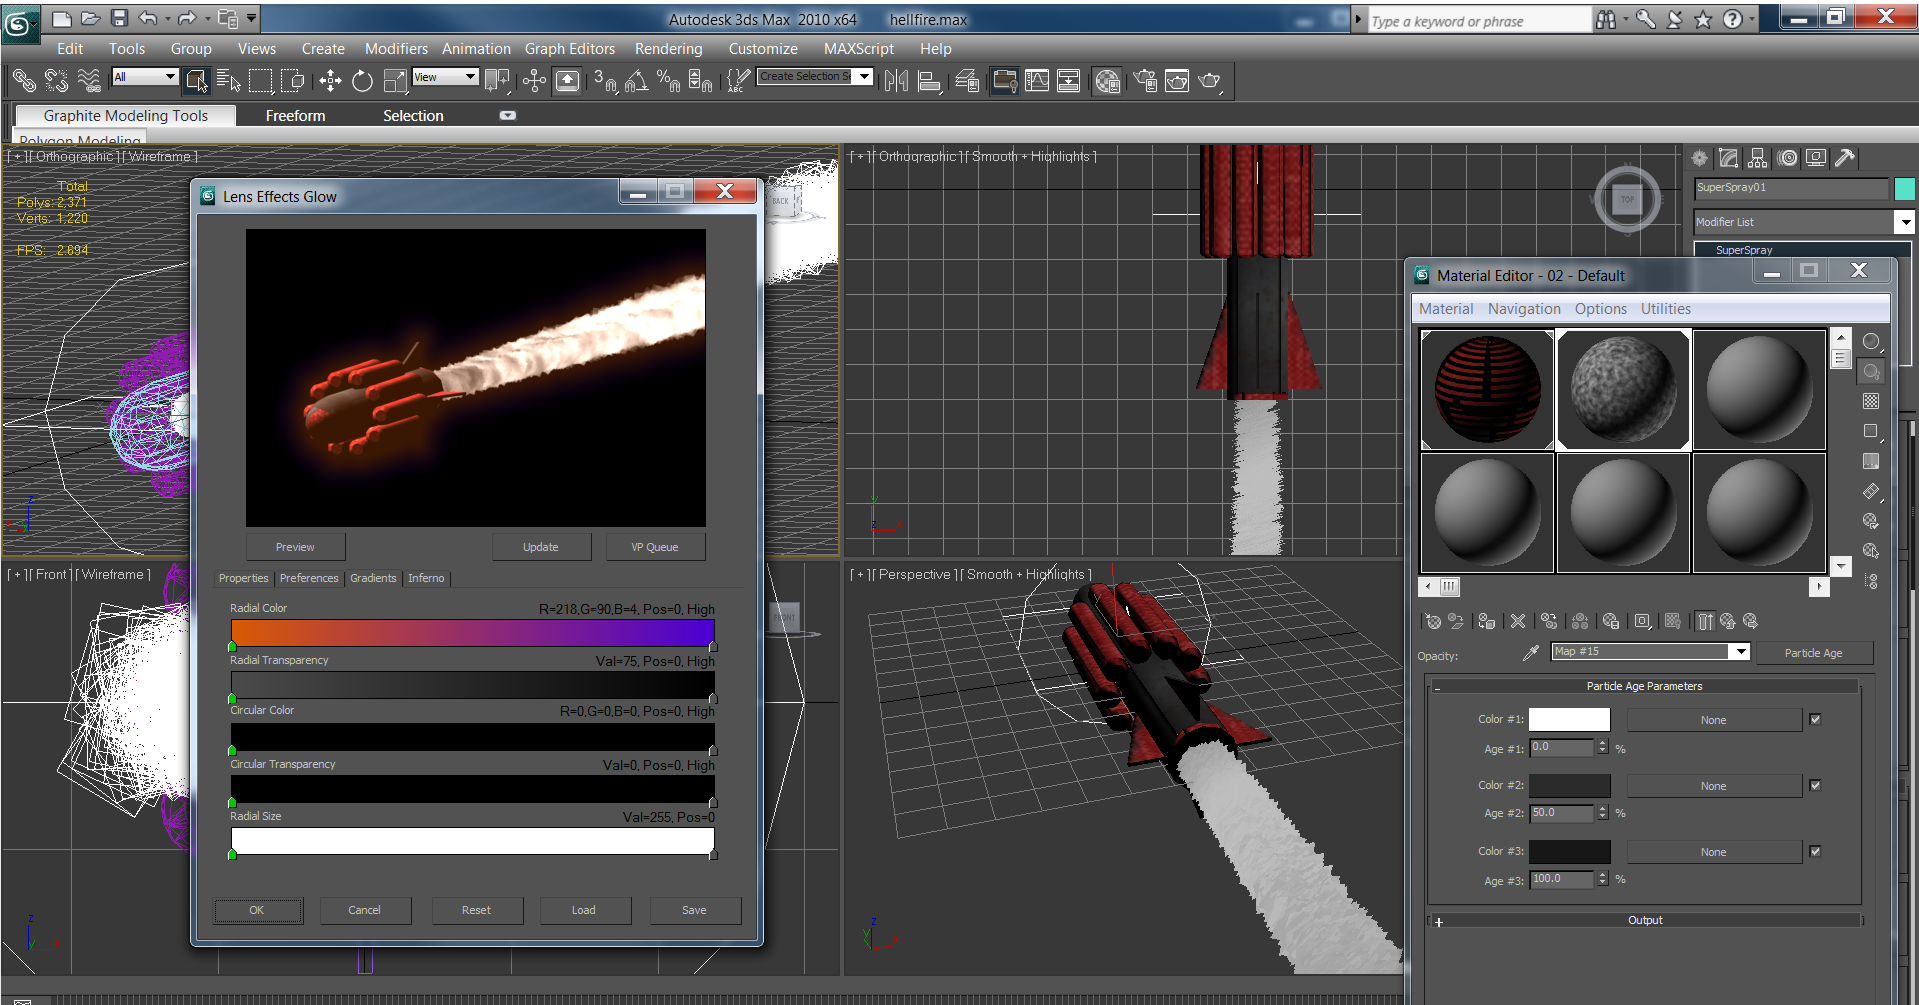 Autodesk 3ds Max 2010 x64 hellfire.max
Type a keyword or phrase
Edit Tools Group Views Create Modifiers Animation Graph Editors Rendering Customize MAXScript Help
All
View
Create Selection Se
Graphite Modeling Tools Freeform Selection
Polygon Modeling
[ + ][ Orthographic ][ Wireframe ]
Total
Polys: 2,371
Verts: 1,220
FPS: 2.694
BACK
[ + ][ Orthographic ][ Smooth + Highlights ]
TOP
SuperSpray01
Modifier List
SuperSpray
Lens Effects Glow
Preview Update VP Queue
Properties Preferences Gradients Inferno
Radial Color R=218,G=90,B=4, Pos=0, High
Radial Transparency Val=75, Pos=0, High
Circular Color R=0,G=0,B=0, Pos=0, High
Circular Transparency Val=0, Pos=0, High
Radial Size Val=255, Pos=0
OK Cancel Reset Load Save
[ + ][ Front ][ Wireframe ]
FRONT
[ + ][ Perspective ][ Smooth + Highlights ]
Material Editor - 02 - Default
Material Navigation Options Utilities
Opacity: Map #15 Particle Age
Particle Age Parameters
Color #1: None
Age #1: 0.0 %
Color #2: None
Age #2: 50.0 %
Color #3: None
Age #3: 100.0 %
Output